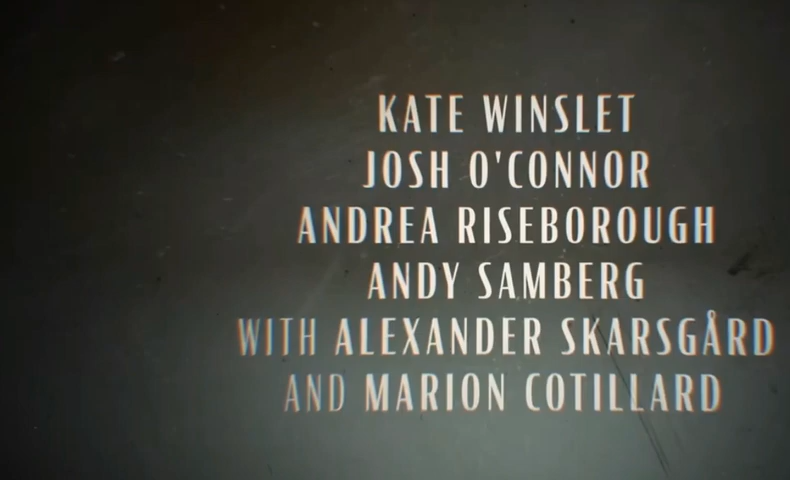 KATE WINSLET
JOSH O'CONNOR
ANDREA RISEBOROUGH
ANDY SAMBERG
WITH ALEXANDER SKARSGÅRD
AND MARION COTILLARD